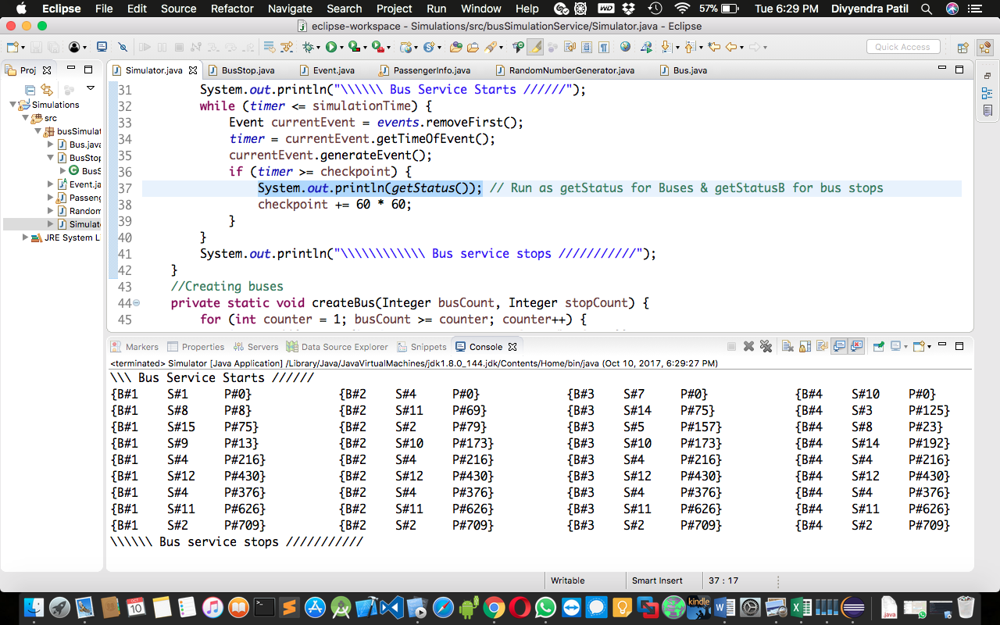 Eclipse File Edit Source Refactor Navigate Search Project Run Window Help 57% Tue 6:29 PM Divyendra Patil
eclipse-workspace - Simulations/src/busSimulationService/Simulator.java - Eclipse
Quick Access
Proj
Simulator.java BusStop.java Event.java PassengerInfo.java RandomNumberGenerator.java Bus.java
Simulations
src
busSimulat
Bus.java
BusStop
BusS
Event.ja
Passeng
Random
Simulat
JRE System L
31 System.out.println("\\\\\\ Bus Service Starts //////");
32 while (timer <= simulationTime) {
33 Event currentEvent = events.removeFirst();
34 timer = currentEvent.getTimeOfEvent();
35 currentEvent.generateEvent();
36 if (timer >= checkpoint) {
37 System.out.println(getStatus()); // Run as getStatus for Buses & getStatusB for bus stops
38 checkpoint += 60 * 60;
39 }
40 }
41 System.out.println("\\\\\\\\\\\\ Bus service stops ///////////");
42 }
43 //Creating buses
44 private static void createBus(Integer busCount, Integer stopCount) {
45 for (int counter = 1; busCount >= counter; counter++) {
Markers Properties Servers Data Source Explorer Snippets Console
<terminated> Simulator [Java Application] /Library/Java/JavaVirtualMachines/jdk1.8.0_144.jdk/Contents/Home/bin/java (Oct 10, 2017, 6:29:27 PM)
\\\ Bus Service Starts //////
{B#1 S#1 P#0} {B#2 S#4 P#0} {B#3 S#7 P#0} {B#4 S#10 P#0}
{B#1 S#8 P#8} {B#2 S#11 P#69} {B#3 S#14 P#75} {B#4 S#3 P#125}
{B#1 S#15 P#75} {B#2 S#2 P#79} {B#3 S#5 P#157} {B#4 S#8 P#23}
{B#1 S#9 P#13} {B#2 S#10 P#173} {B#3 S#10 P#173} {B#4 S#14 P#192}
{B#1 S#4 P#216} {B#2 S#4 P#216} {B#3 S#4 P#216} {B#4 S#4 P#216}
{B#1 S#12 P#430} {B#2 S#12 P#430} {B#3 S#12 P#430} {B#4 S#12 P#430}
{B#1 S#4 P#376} {B#2 S#4 P#376} {B#3 S#4 P#376} {B#4 S#4 P#376}
{B#1 S#11 P#626} {B#2 S#11 P#626} {B#3 S#11 P#626} {B#4 S#11 P#626}
{B#1 S#2 P#709} {B#2 S#2 P#709} {B#3 S#2 P#709} {B#4 S#2 P#709}
\\\\\\ Bus service stops ///////////
Writable Smart Insert 37 : 17
OCT
10
kindle
java